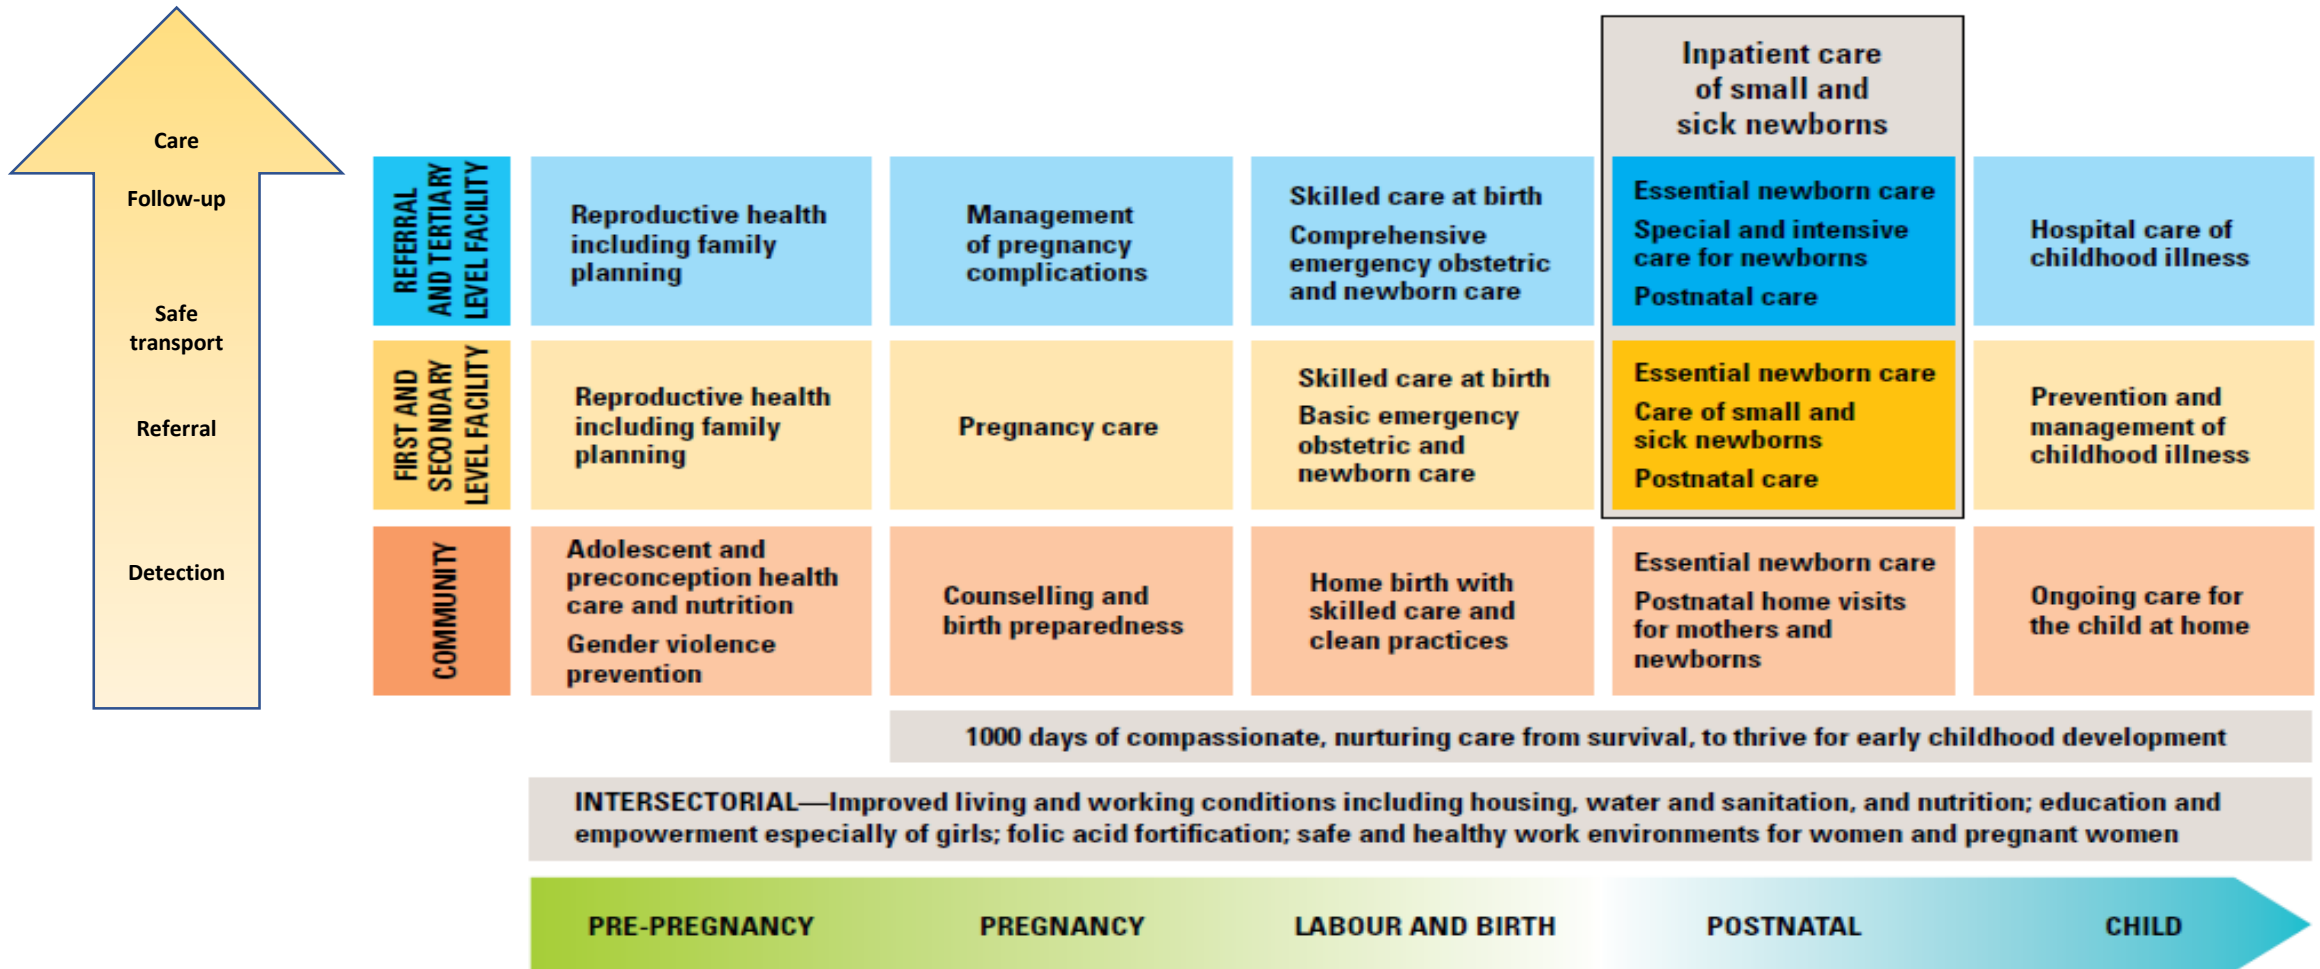 Care
Follow-up
Safe
transport
Referral
Detection
Inpatient care
of small and
sick newborns
REFERRAL
AND TERTIARY
LEVEL FACILITY
Reproductive health
including family
planning
Management
of pregnancy
complications
Skilled care at birth
Comprehensive
emergency obstetric
and newborn care
Essential newborn care
Special and intensive
care for newborns
Postnatal care
Hospital care of
childhood illness
FIRST AND
SECONDARY
LEVEL FACILITY
Reproductive health
including family
planning
Pregnancy care
Skilled care at birth
Basic emergency
obstetric and
newborn care
Essential newborn care
Care of small and
sick newborns
Postnatal care
Prevention and
management of
childhood illness
COMMUNITY
Adolescent and
preconception health
care and nutrition
Gender violence
prevention
Counselling and
birth preparedness
Home birth with
skilled care and
clean practices
Essential newborn care
Postnatal home visits
for mothers and
newborns
Ongoing care for
the child at home
1000 days of compassionate, nurturing care from survival, to thrive for early childhood development
INTERSECTORIAL—Improved living and working conditions including housing, water and sanitation, and nutrition; education and
empowerment especially of girls; folic acid fortification; safe and healthy work environments for women and pregnant women
PRE-PREGNANCY
PREGNANCY
LABOUR AND BIRTH
POSTNATAL
CHILD